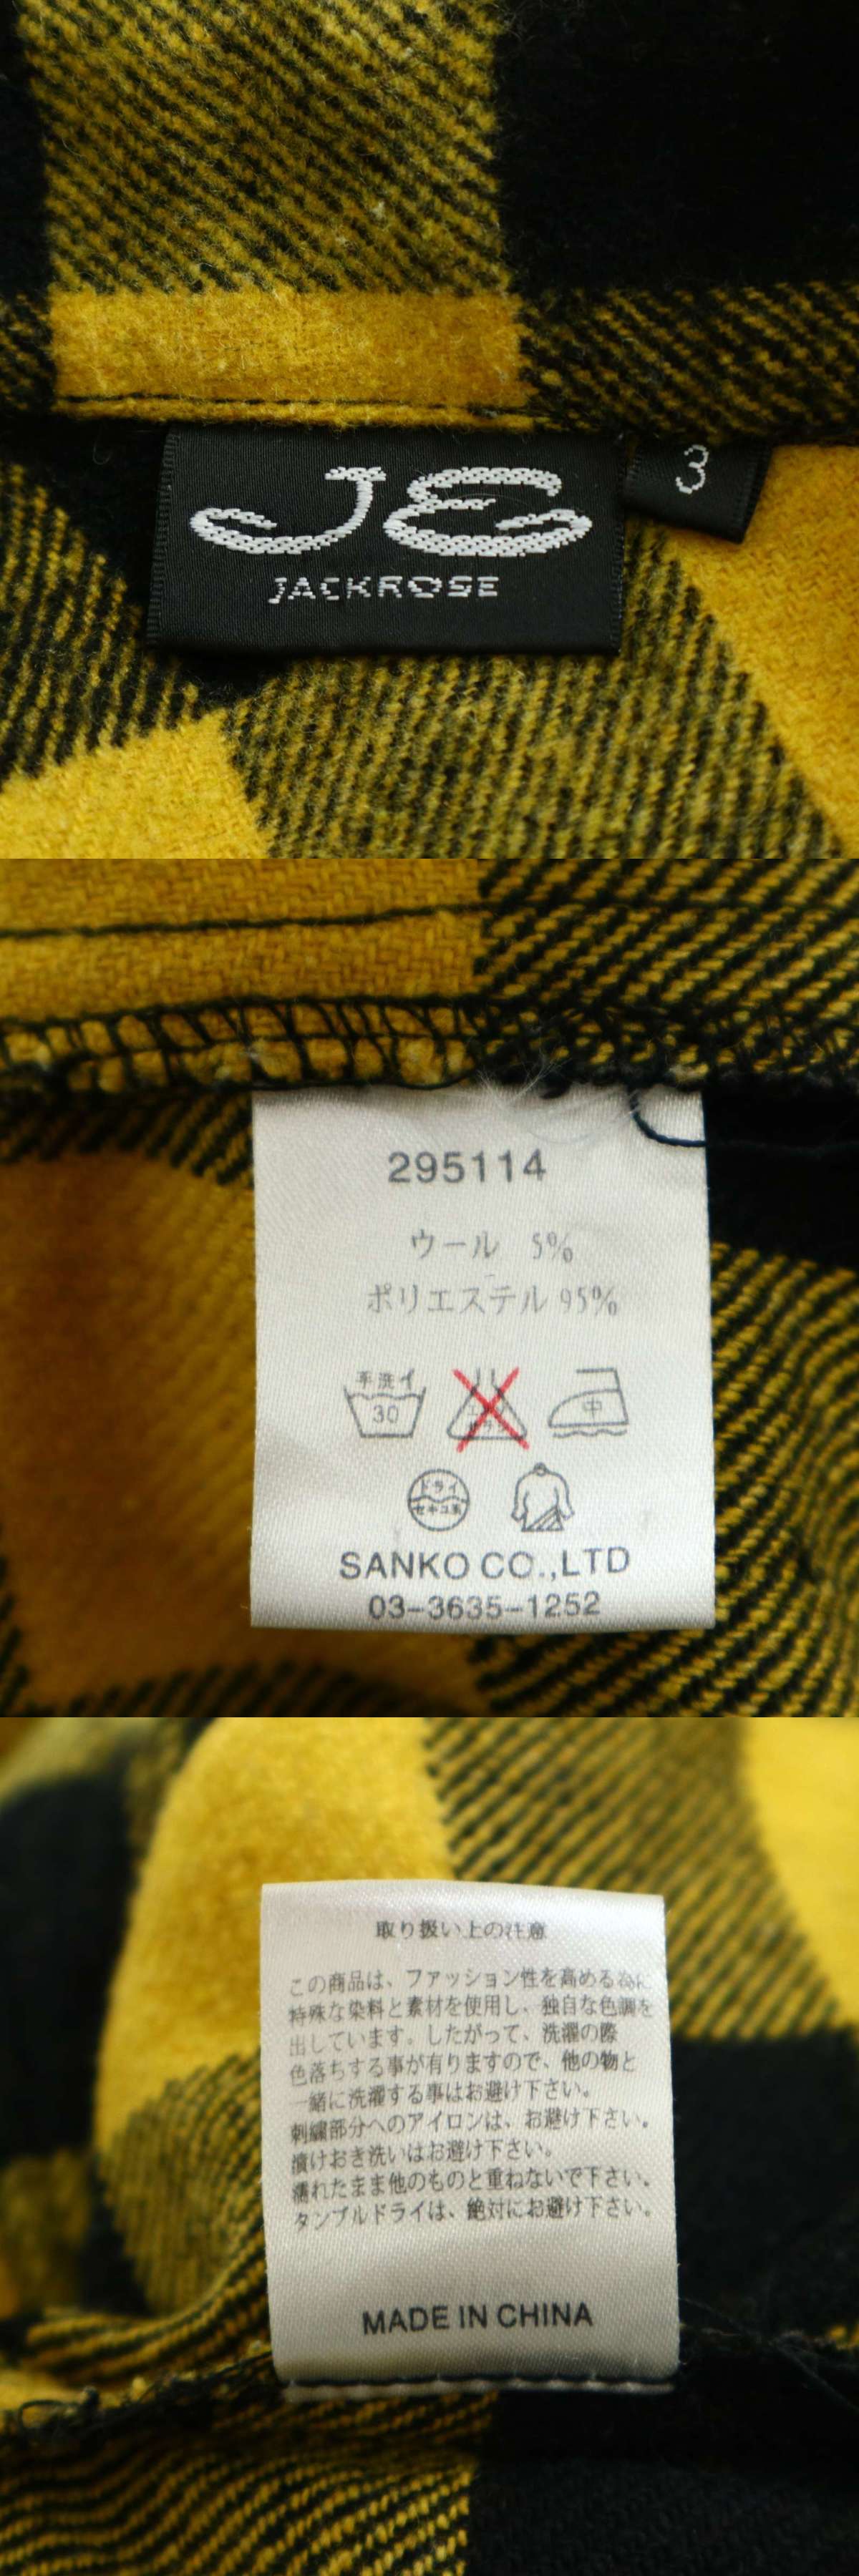 JE
JACKROSE
3
295114
ウール 5%
ポリエステル 95%
手洗イ
30
中
ドライ
セキユ系
SANKO CO.,LTD
03-3635-1252
取り扱い上の注意
この商品は、ファッション性を高める為に
特殊な染料と素材を使用し、独自な色調を
出しています。したがって、洗濯の際
色落ちする事が有りますので、他の物と
一緒に洗濯する事はお避け下さい。
刺繍部分へのアイロンは、お避け下さい。
漬けおき洗いはお避け下さい。
濡れたまま他のものと重ねないで下さい。
タンブルドライは、絶対にお避け下さい。
MADE IN CHINA